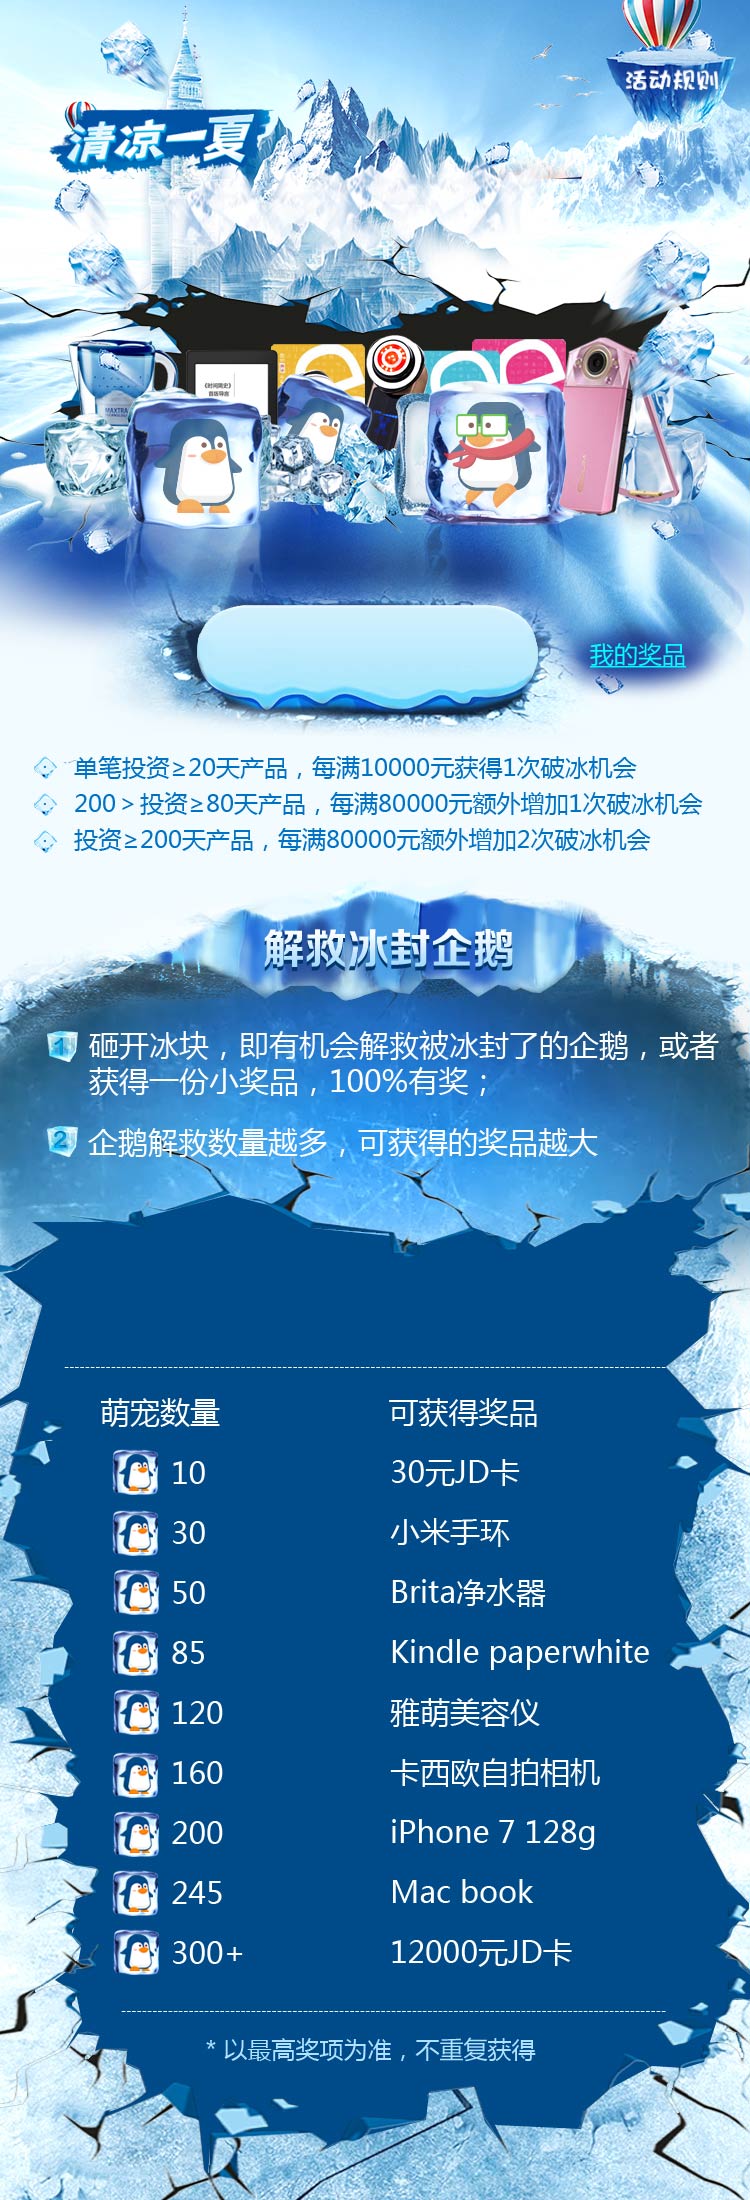 活动规则
清凉一夏
《时间简史》
首版导言
MAXTRA
我的奖品
单笔投资≥20天产品，每满10000元获得1次破冰机会
200＞投资≥80天产品，每满80000元额外增加1次破冰机会
投资≥200天产品，每满80000元额外增加2次破冰机会
解救冰封企鹅
1 砸开冰块，即有机会解救被冰封了的企鹅，或者
获得一份小奖品，100%有奖；
2 企鹅解救数量越多，可获得的奖品越大
萌宠数量 可获得奖品
10 30元JD卡
30 小米手环
50 Brita净水器
85 Kindle paperwhite
120 雅萌美容仪
160 卡西欧自拍相机
200 iPhone 7 128g
245 Mac book
300+ 12000元JD卡
* 以最高奖项为准，不重复获得